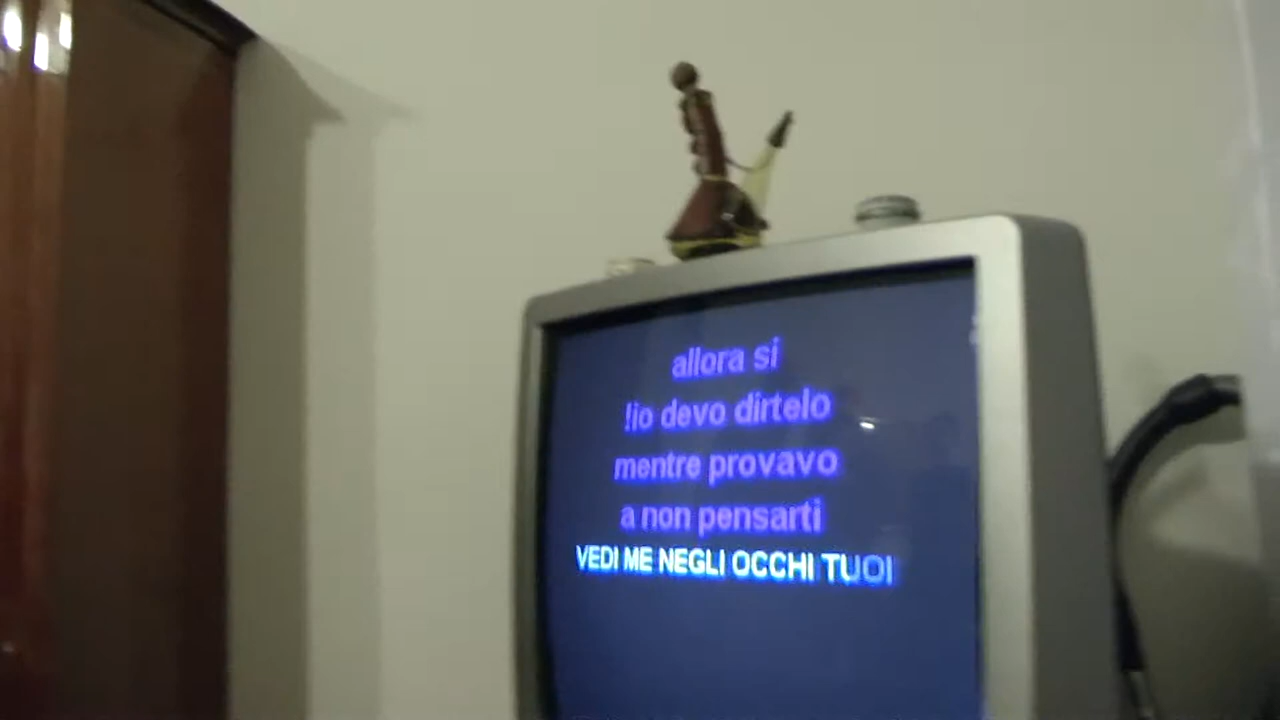 allora si
!io devo dirtelo
mentre provavo
a non pensarti
VEDI ME NEGLI OCCHI TUOI